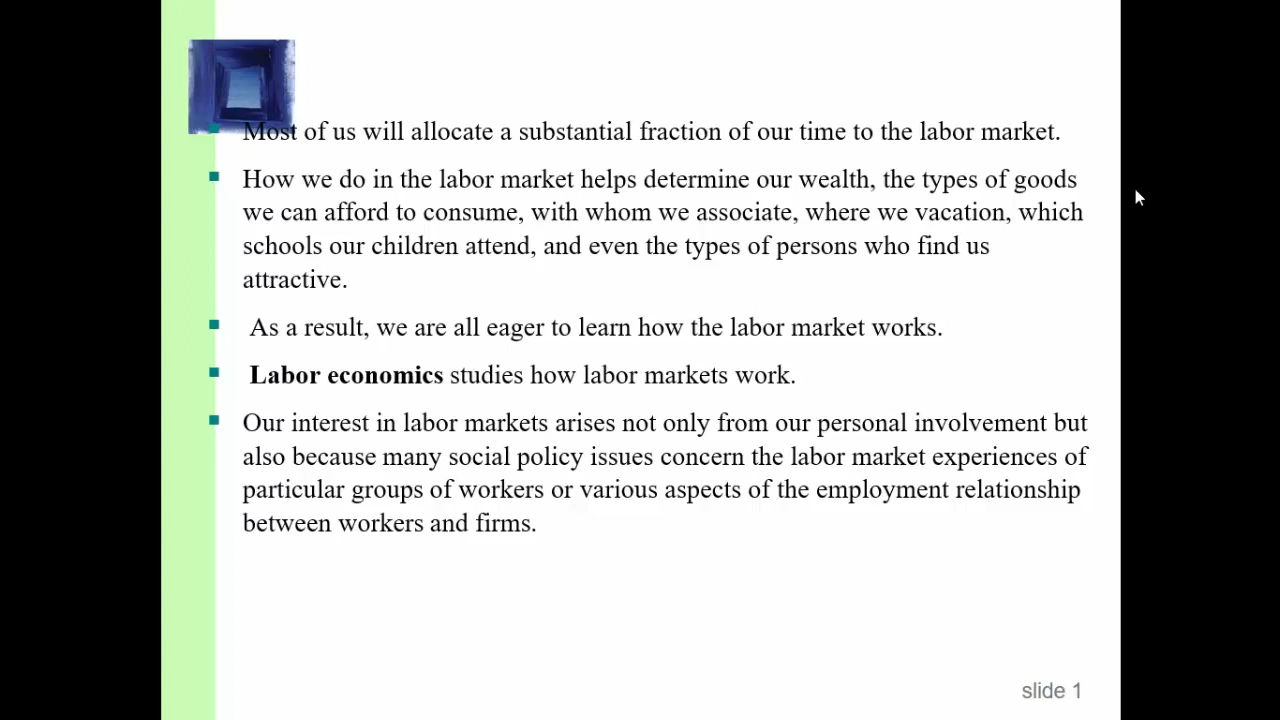 Most of us will allocate a substantial fraction of our time to the labor market.
How we do in the labor market helps determine our wealth, the types of goods
we can afford to consume, with whom we associate, where we vacation, which
schools our children attend, and even the types of persons who find us
attractive.
As a result, we are all eager to learn how the labor market works.
Labor economics studies how labor markets work.
Our interest in labor markets arises not only from our personal involvement but
also because many social policy issues concern the labor market experiences of
particular groups of workers or various aspects of the employment relationship
between workers and firms.
slide 1